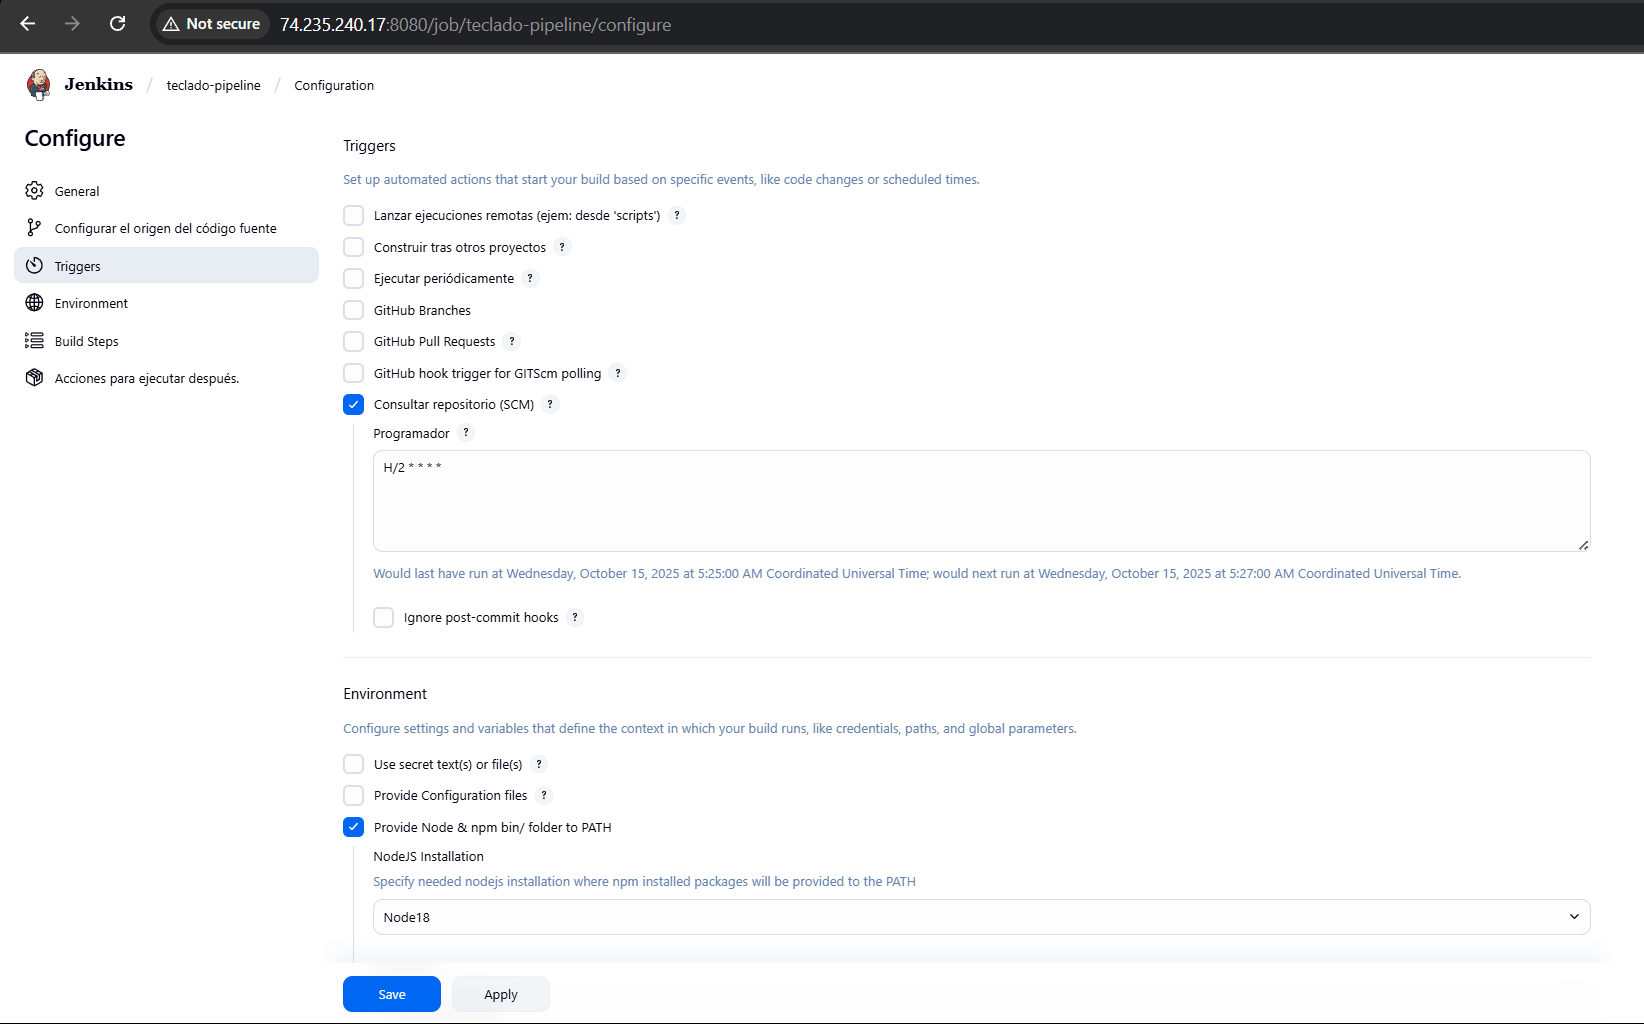 Not secure 74.235.240.17:8080/job/teclado-pipeline/configure
Jenkins / teclado-pipeline / Configuration
Configure
General
Configurar el origen del código fuente
Triggers
Environment
Build Steps
Acciones para ejecutar después.
Triggers
Set up automated actions that start your build based on specific events, like code changes or scheduled times.
Lanzar ejecuciones remotas (ejem: desde 'scripts') ?
Construir tras otros proyectos ?
Ejecutar periódicamente ?
GitHub Branches
GitHub Pull Requests ?
GitHub hook trigger for GITScm polling ?
Consultar repositorio (SCM) ?
Programador ?
H/2 * * * *
Would last have run at Wednesday, October 15, 2025 at 5:25:00 AM Coordinated Universal Time; would next run at Wednesday, October 15, 2025 at 5:27:00 AM Coordinated Universal Time.
Ignore post-commit hooks ?
Environment
Configure settings and variables that define the context in which your build runs, like credentials, paths, and global parameters.
Use secret text(s) or file(s) ?
Provide Configuration files ?
Provide Node & npm bin/ folder to PATH
NodeJS Installation
Specify needed nodejs installation where npm installed packages will be provided to the PATH
Node18
Save
Apply